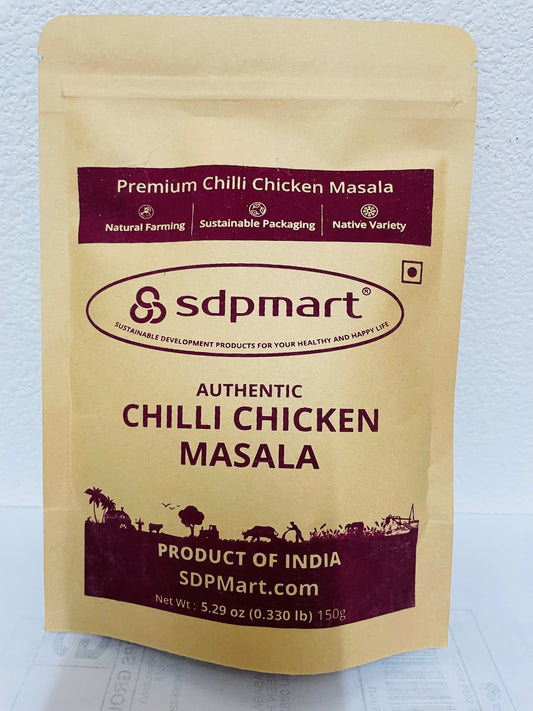 Premium Chilli Chicken Masala
Natural Farming
Sustainable Packaging
Native Variety
sdpmart®
SUSTAINABLE DEVELOPMENT PRODUCTS FOR YOUR HEALTHY AND HAPPY LIFE
AUTHENTIC
CHILLI CHICKEN
MASALA
PRODUCT OF INDIA
SDPMart.com
Net Wt : 5.29 oz (0.330 lb) 150g